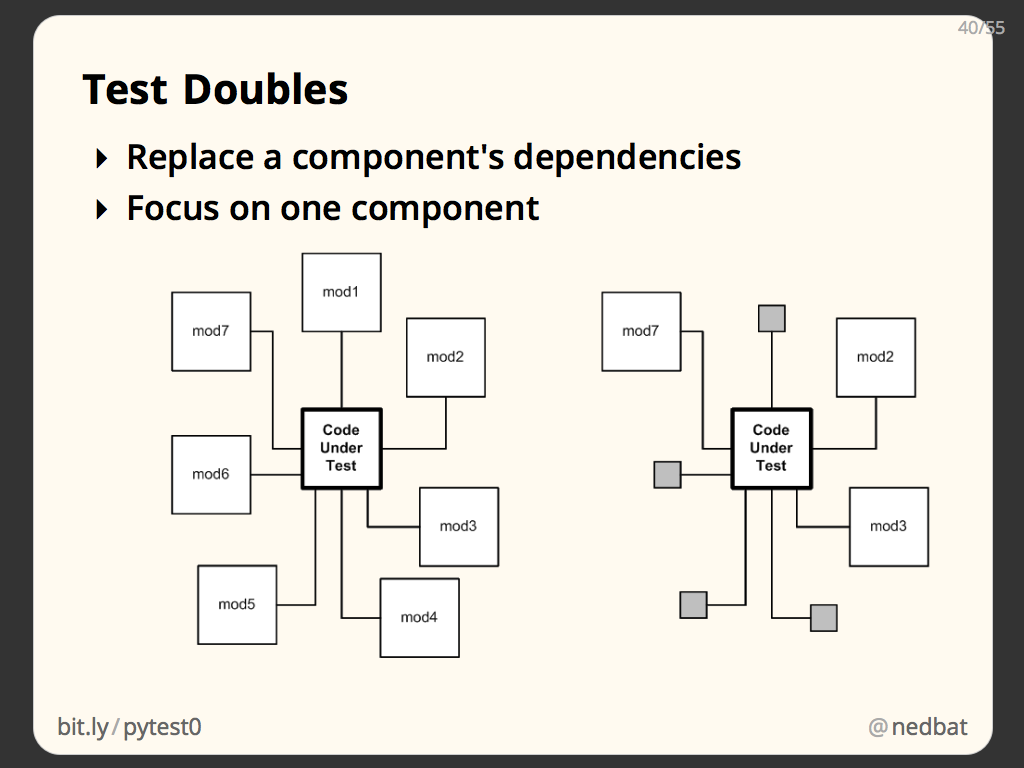 40/55
Test Doubles
Replace a component's dependencies
Focus on one component
mod1
mod7
mod2
Code
Under
Test
mod6
mod3
mod5
mod4
mod7
mod2
Code
Under
Test
mod3
bit.ly/pytest0
@nedbat